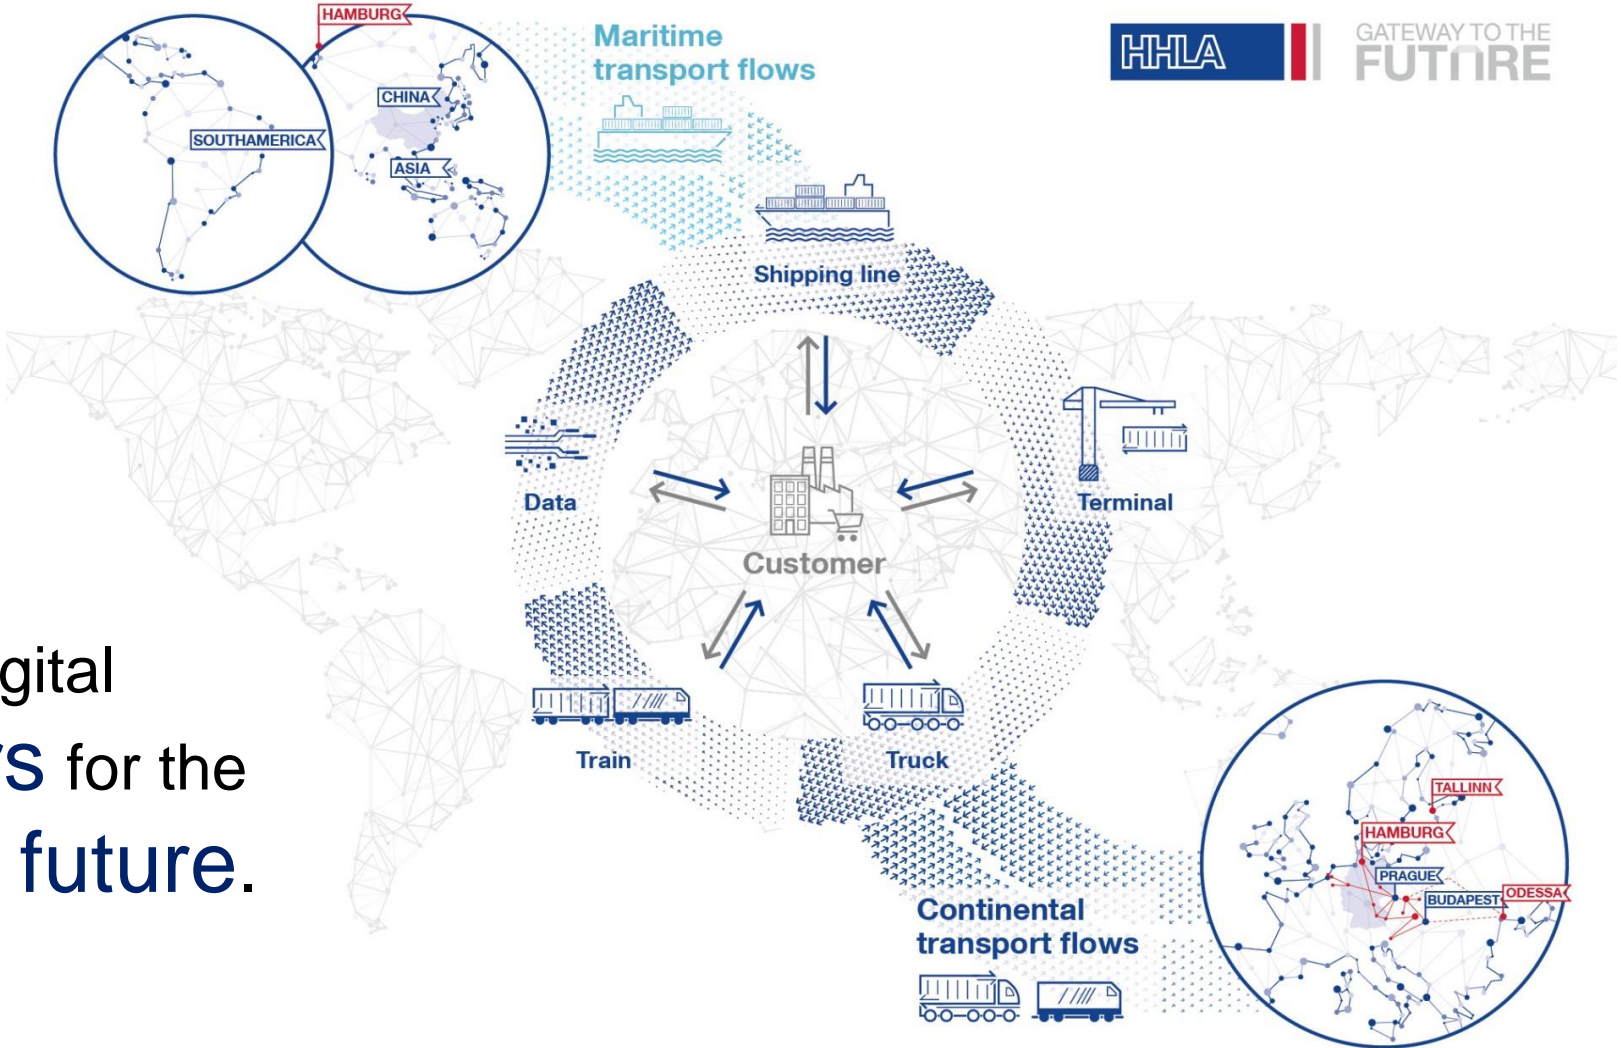 HAMBURG
CHINA
SOUTHAMERICA
ASIA
Maritime
transport flows
HHLA
GATEWAY TO THE
FUTURE
Shipping line
Data
Terminal
Customer
Train
Truck
gital
s for the
future.
Continental
transport flows
TALLINN
HAMBURG
PRAGUE
BUDAPEST
ODESSA